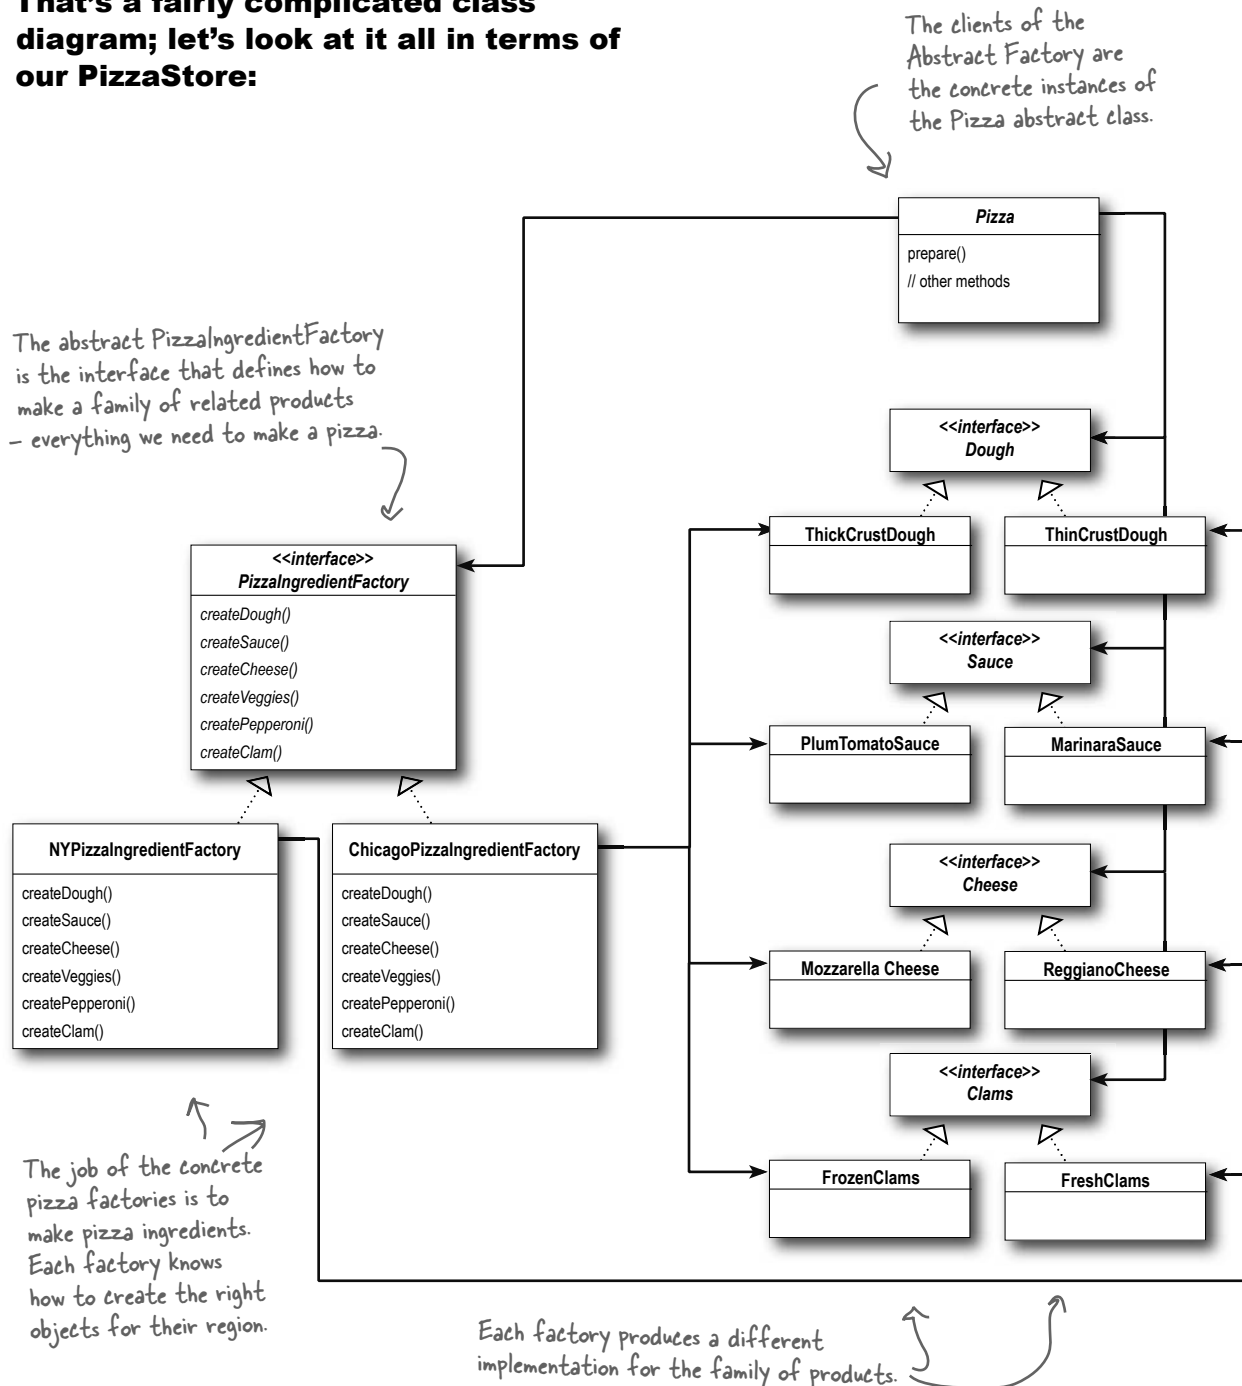 That's a fairly complicated class
diagram; let's look at it all in terms of
our PizzaStore:
The clients of the
Abstract Factory are
the concrete instances of
the Pizza abstract class.
Pizza
prepare()
// other methods
The abstract PizzaIngredientFactory
is the interface that defines how to
make a family of related products
– everything we need to make a pizza.
<<interface>>
Dough
ThickCrustDough
ThinCrustDough
<<interface>>
PizzaIngredientFactory
createDough()
createSauce()
createCheese()
createVeggies()
createPepperoni()
createClam()
<<interface>>
Sauce
PlumTomatoSauce
MarinaraSauce
NYPizzaIngredientFactory
createDough()
createSauce()
createCheese()
createVeggies()
createPepperoni()
createClam()
ChicagoPizzaIngredientFactory
createDough()
createSauce()
createCheese()
createVeggies()
createPepperoni()
createClam()
<<interface>>
Cheese
Mozzarella Cheese
ReggianoCheese
<<interface>>
Clams
FrozenClams
FreshClams
The job of the concrete
pizza factories is to
make pizza ingredients.
Each factory knows
how to create the right
objects for their region.
Each factory produces a different
implementation for the family of products.